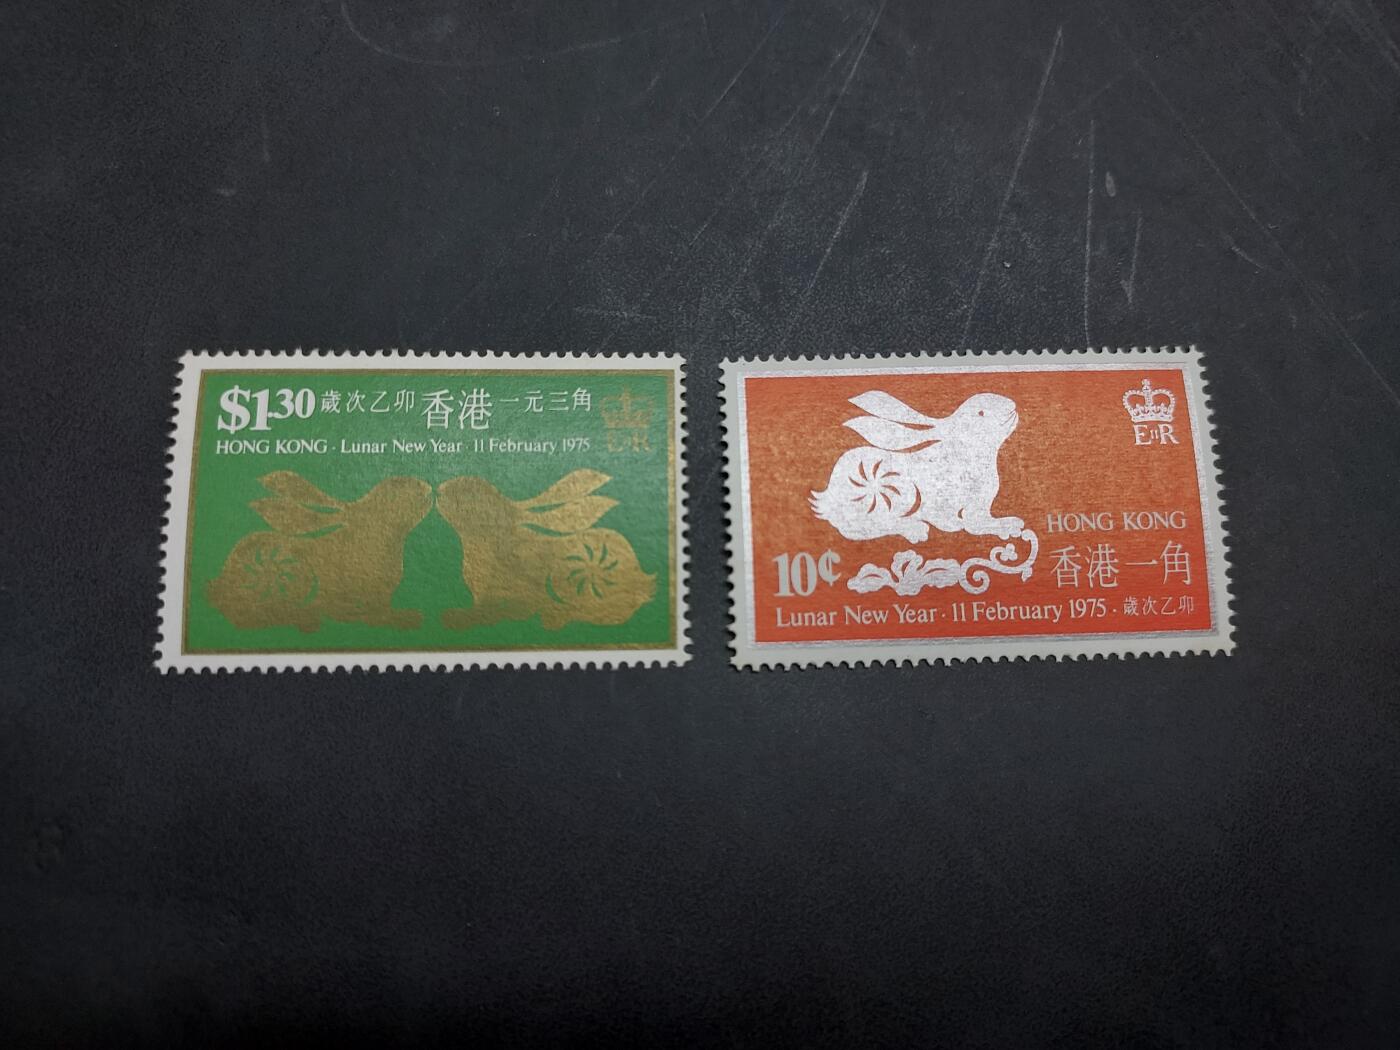 $1.30 歲次乙卯 香港 一元三角
HONG KONG · Lunar New Year · 11 February 1975
EIIR
EIIR
HONG KONG
香港一角
10¢
Lunar New Year · 11 February 1975 · 歲次乙卯